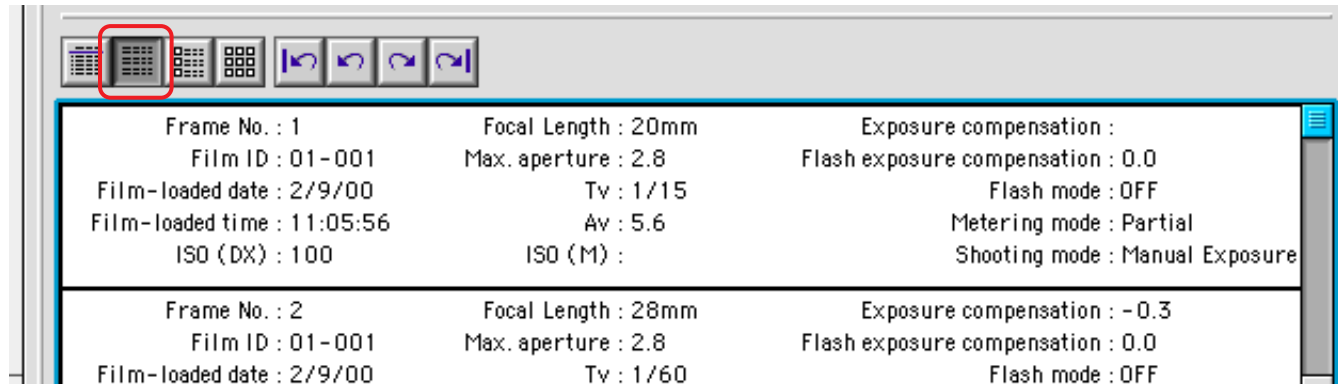 Frame No. : 1 Focal Length : 20mm Exposure compensation :
Film ID : 01-001 Max. aperture : 2.8 Flash exposure compensation : 0.0
Film-loaded date : 2/9/00 Tv : 1/15 Flash mode : OFF
Film-loaded time : 11:05:56 Av : 5.6 Metering mode : Partial
ISO (DX) : 100 ISO (M) : Shooting mode : Manual Exposure
Frame No. : 2 Focal Length : 28mm Exposure compensation : -0.3
Film ID : 01-001 Max. aperture : 2.8 Flash exposure compensation : 0.0
Film-loaded date : 2/9/00 Tv : 1/60 Flash mode : OFF